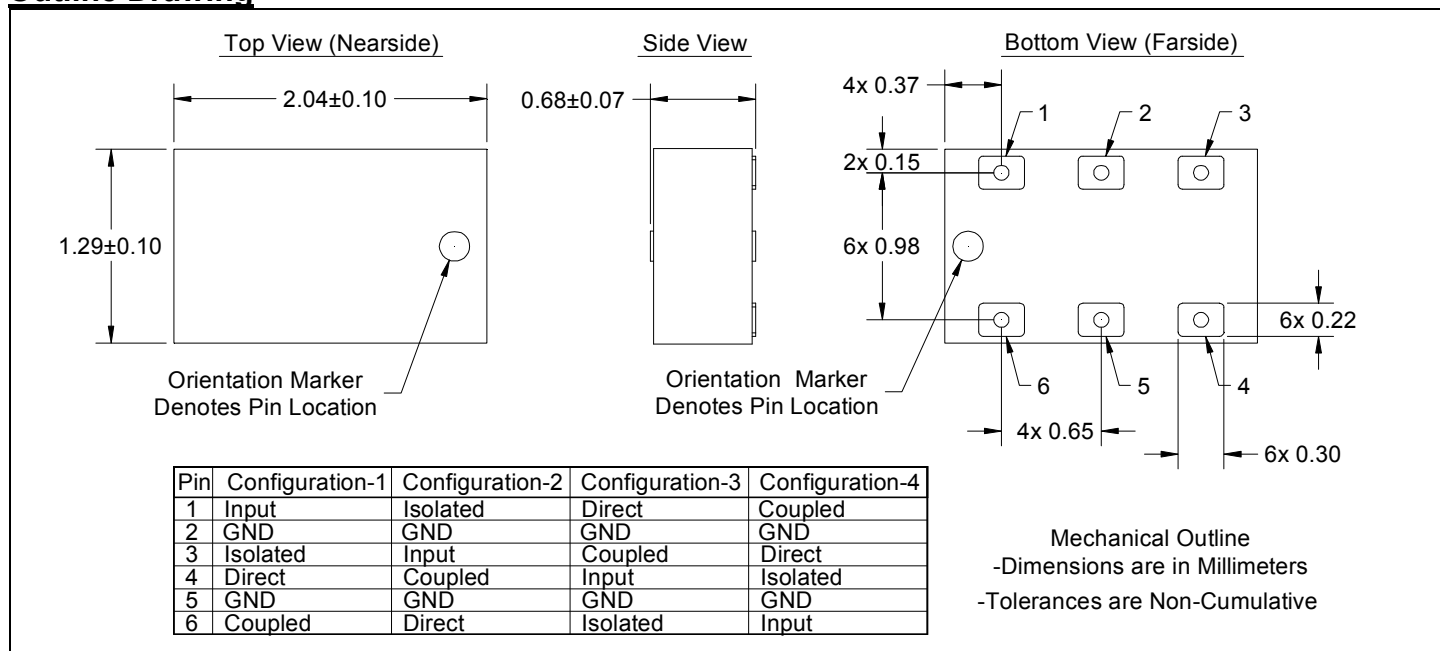 Outline Drawing
Top View (Nearside)
Side View
Bottom View (Farside)
2.04±0.10
0.68±0.07
4x 0.37
1
2
3
2x 0.15
1.29±0.10
6x 0.98
6x 0.22
Orientation Marker
Denotes Pin Location
Orientation Marker
Denotes Pin Location
6
5
4
4x 0.65
6x 0.30
Pin Configuration-1 Configuration-2 Configuration-3 Configuration-4
1 Input Isolated Direct Coupled
2 GND GND GND GND
3 Isolated Input Coupled Direct
4 Direct Coupled Input Isolated
5 GND GND GND GND
6 Coupled Direct Isolated Input
Mechanical Outline
-Dimensions are in Millimeters
-Tolerances are Non-Cumulative